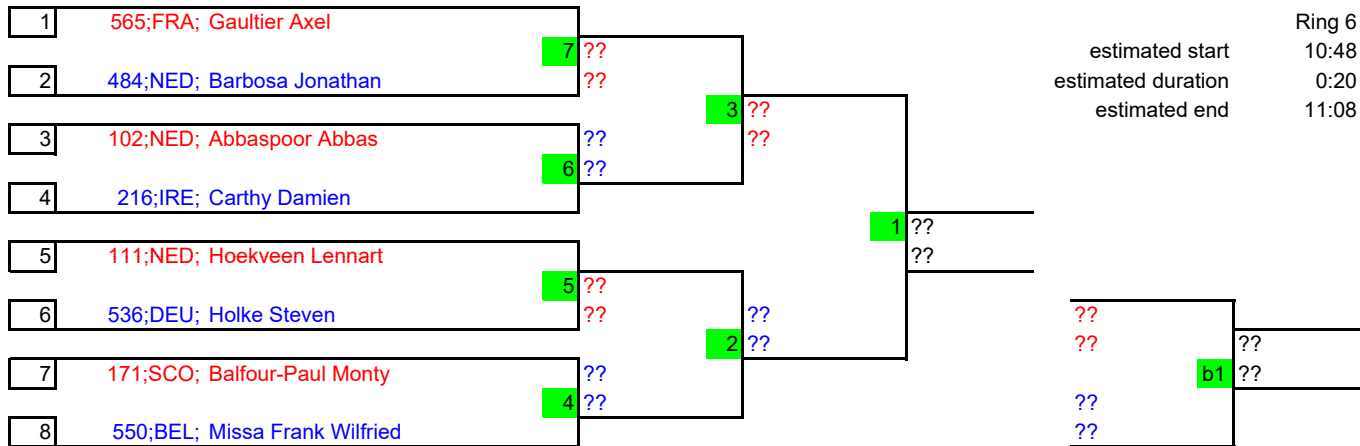 1 565;FRA; Gaultier Axel Ring 6
7 ?? estimated start 10:48
2 484;NED; Barbosa Jonathan ?? estimated duration 0:20
3 ?? estimated end 11:08
3 102;NED; Abbaspoor Abbas ?? ??
6 ??
4 216;IRE; Carthy Damien
1 ??
5 111;NED; Hoekveen Lennart ??
5 ??
6 536;DEU; Holke Steven ?? ?? ??
2 ?? ?? ??
7 171;SCO; Balfour-Paul Monty ?? b1 ??
4 ?? ??
8 550;BEL; Missa Frank Wilfried ??